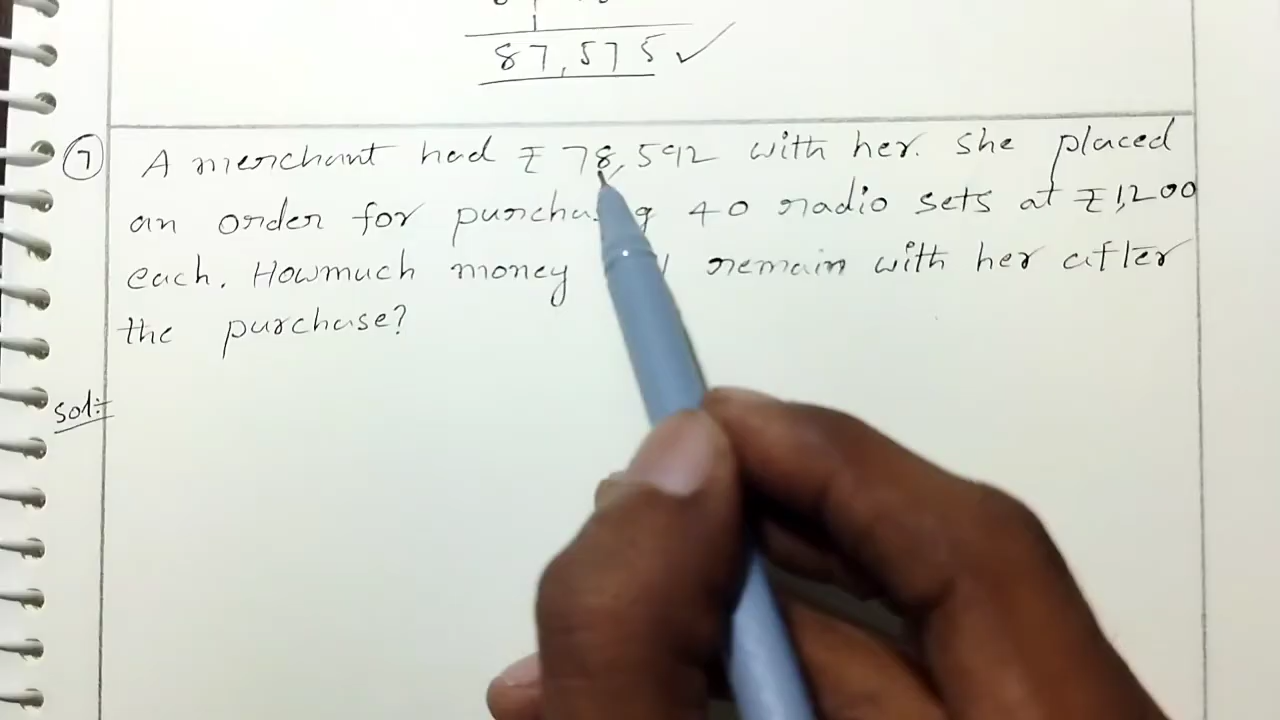 87,575 ✓
7 A merchant had ₹ 78,592 with her. She placed
an order for purchasing 40 radio sets at ₹1,200
each. Howmuch money remain with her after
the purchase?
Sol: